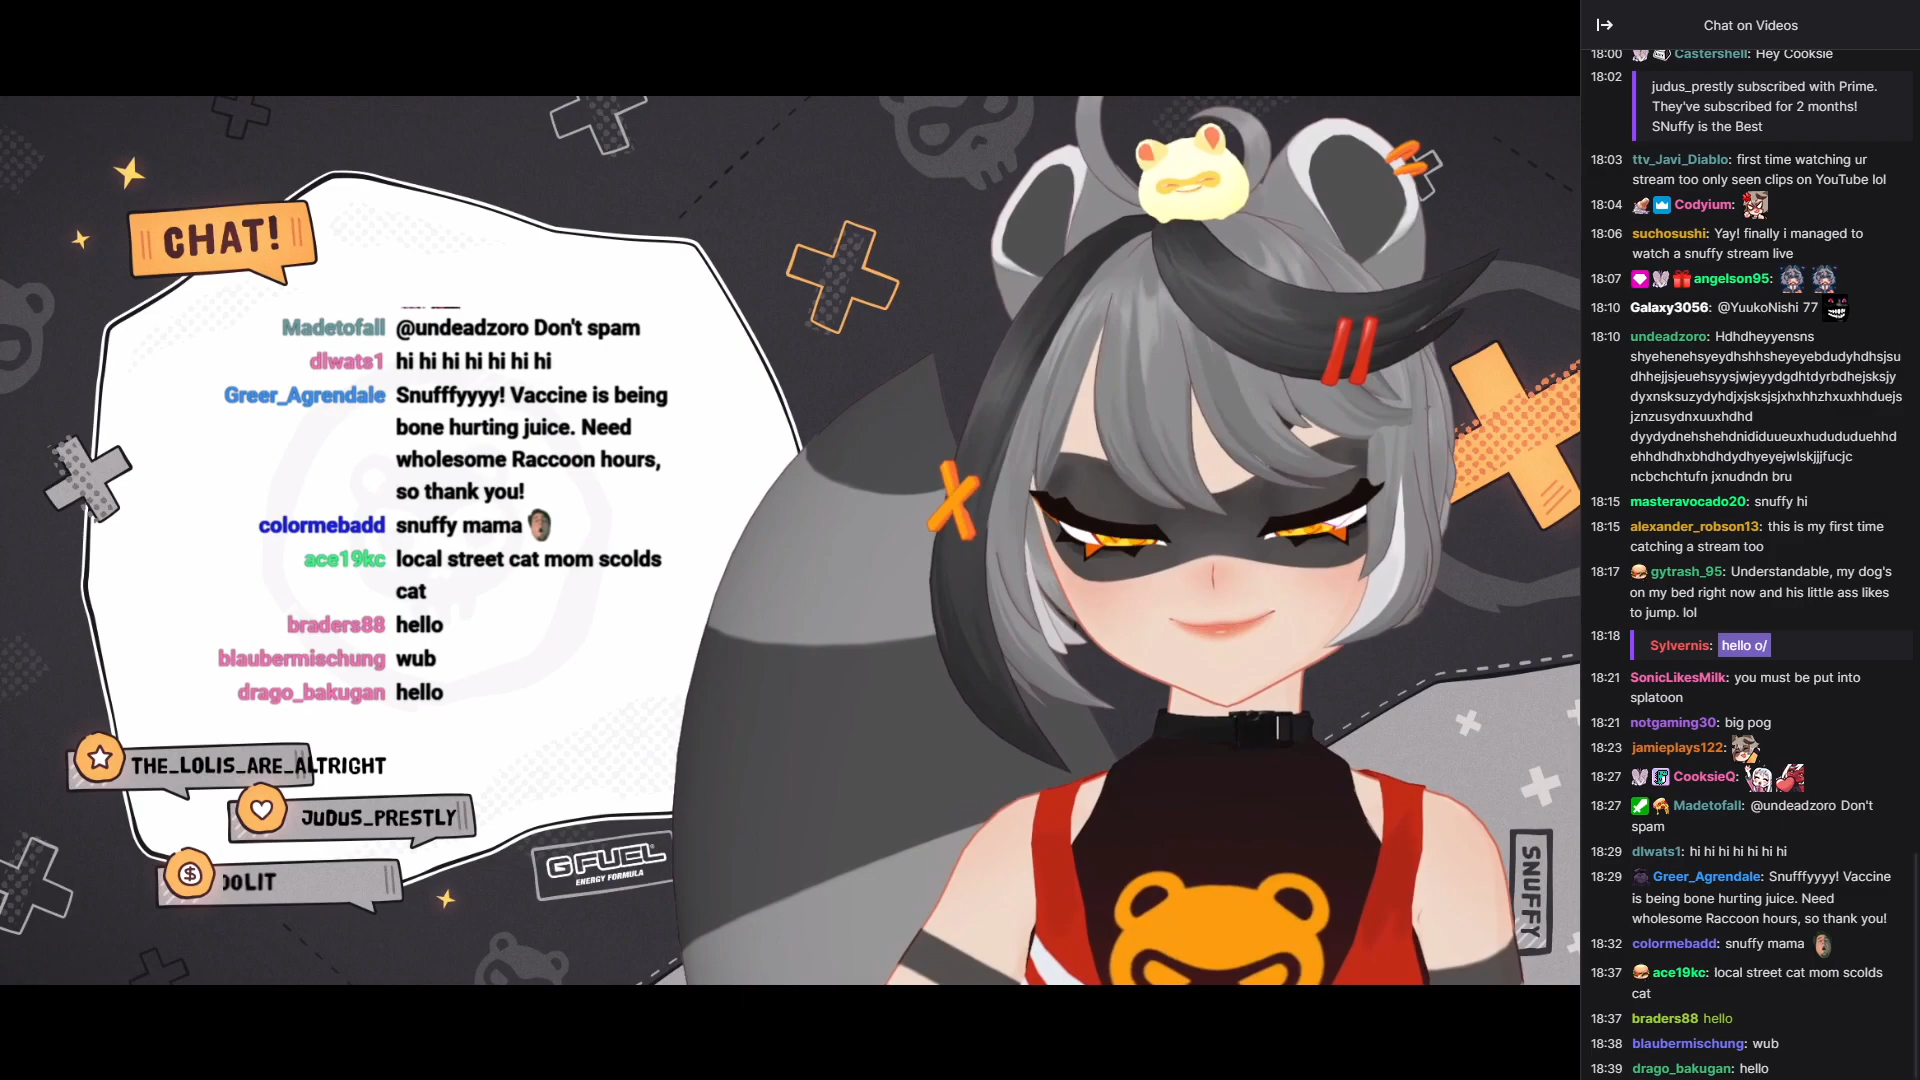 CHAT!
Madetofall @undeadzoro Don't spam
dlwats1 hi hi hi hi hi hi hi
Greer_Agrendale Snufffyyyy! Vaccine is being
bone hurting juice. Need
wholesome Raccoon hours,
so thank you!
colormebadd snuffy mama
ace19kc local street cat mom scolds
cat
braders88 hello
blaubermischung wub
drago_bakugan hello
THE_LOLIS_ARE_ALTRIGHT
JUDUS_PRESTLY
OOLIT
G FUEL
ENERGY FORMULA
SNUFFY
Chat on Videos
18:00 Castershell: Hey Cooksie
18:02 judus_prestly subscribed with Prime.
They've subscribed for 2 months!
SNuffy is the Best
18:03 ttv_Javi_Diablo: first time watching ur
stream too only seen clips on YouTube lol
18:04 Codyium:
18:06 suchosushi: Yay! finally i managed to
watch a snuffy stream live
18:07 angelson95:
18:10 Galaxy3056: @YuukoNishi 77
18:10 undeadzoro: Hdhdheyyensns
shyehenehsyeydhshhsheyeyebdudyhdhsjsu
dhhejjsjeuehsyysjwjeyydgdhtdyrbdhejsksjy
dyxnsksuzydyhdjxjsksjsjxhxhhzhxuxhhduejs
jznzusydnxuuxhdhd
dyydydnehshehdnididuueuxhudududuehhd
ehhdhdhxbhdhdydhyeyejwlskjjjfucjc
ncbchchtufn jxnudndn bru
18:15 masteravocado20: snuffy hi
18:15 alexander_robson13: this is my first time
catching a stream too
18:17 gytrash_95: Understandable, my dog's
on my bed right now and his little ass likes
to jump. lol
18:18 Sylvernis: hello o/
18:21 SonicLikesMilk: you must be put into
splatoon
18:21 notgaming30: big pog
18:23 jamieplays122:
18:27 CooksieQ:
18:27 Madetofall: @undeadzoro Don't
spam
18:29 dlwats1: hi hi hi hi hi hi hi
18:29 Greer_Agrendale: Snufffyyyy! Vaccine
is being bone hurting juice. Need
wholesome Raccoon hours, so thank you!
18:32 colormebadd: snuffy mama
18:37 ace19kc: local street cat mom scolds
cat
18:37 braders88 hello
18:38 blaubermischung: wub
18:39 drago_bakugan: hello